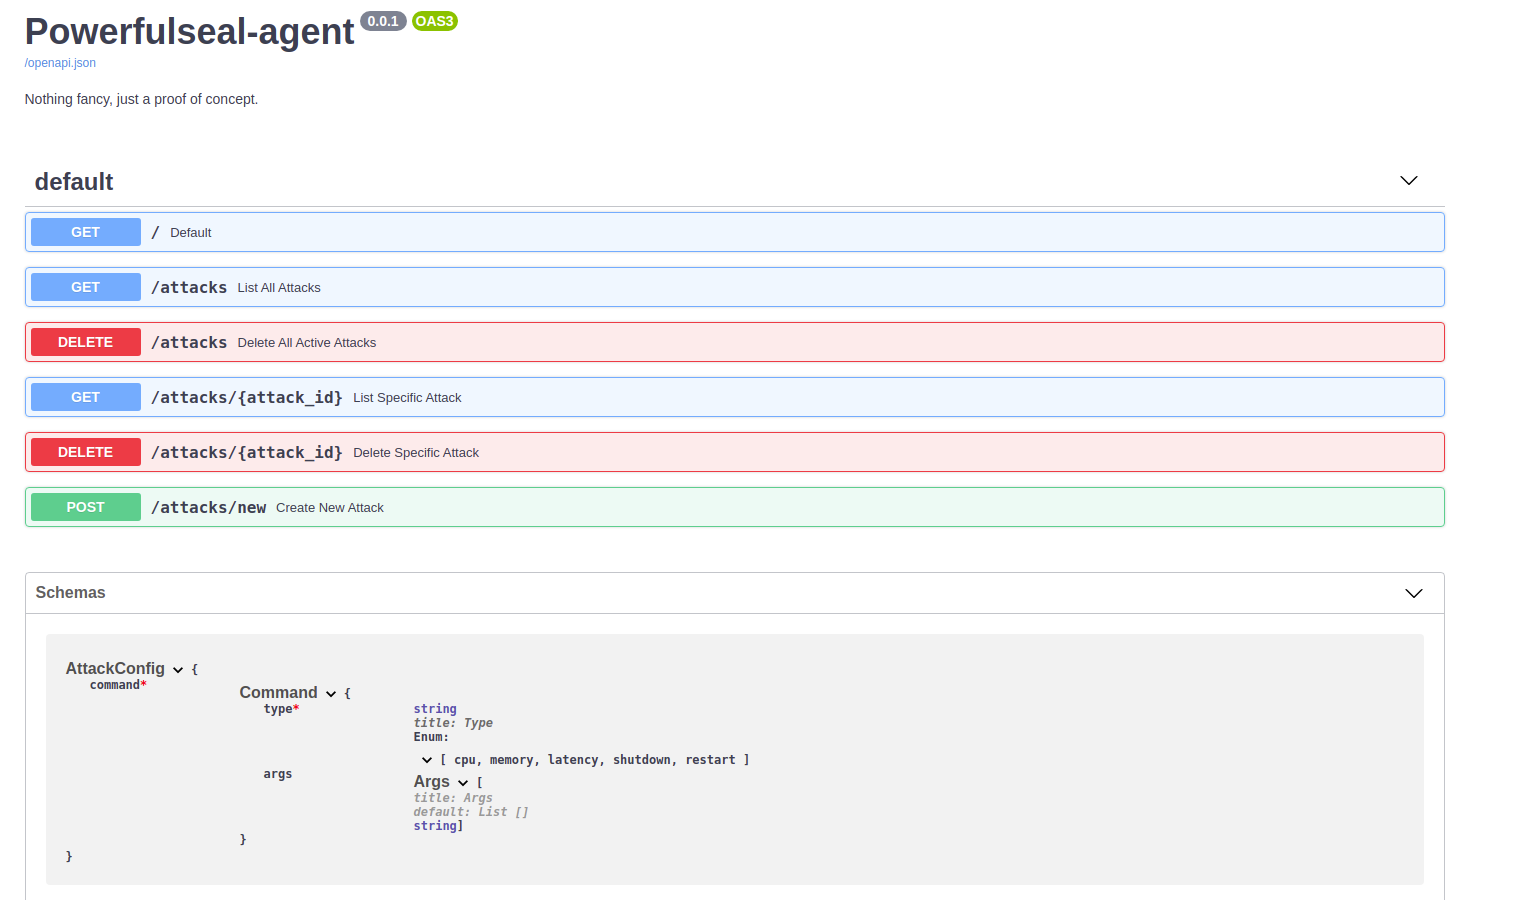 Powerfulseal-agent 0.0.1 OAS3
/openapi.json
Nothing fancy, just a proof of concept.
default
GET / Default
GET /attacks List All Attacks
DELETE /attacks Delete All Active Attacks
GET /attacks/{attack_id} List Specific Attack
DELETE /attacks/{attack_id} Delete Specific Attack
POST /attacks/new Create New Attack
Schemas
AttackConfig {
command*
Command {
type* string
title: Type
Enum:
[ cpu, memory, latency, shutdown, restart ]
args
Args [
title: Args
default: List []
string]
}
}